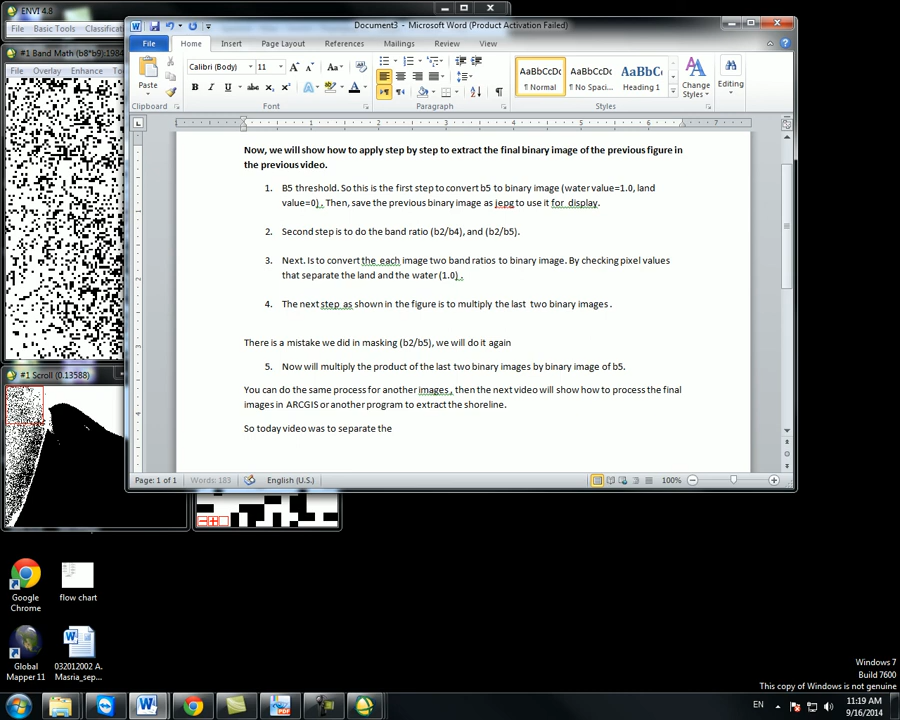 ENVI 4.8
File Basic Tools Classificat
#1 Band Math (b8*b9):1984
File Overlay Enhance To
#1 Scroll (0.13588)
Document3 - Microsoft Word (Product Activation Failed)
File Home Insert Page Layout References Mailings Review View
Paste
Calibri (Body) 11
AaBbCcDc AaBbCcDc AaBbC
¶ Normal ¶ No Spaci... Heading 1
Change Styles
Editing
Clipboard Font Paragraph Styles
1 2 3 4 5 6 7
Now, we will show how to apply step by step to extract the final binary image of the previous figure in
the previous video.
1. B5 threshold. So this is the first step to convert b5 to binary image (water value=1.0, land
value=0) . Then, save the previous binary image as jepg to use it for display.
2. Second step is to do the band ratio (b2/b4), and (b2/b5).
3. Next. Is to convert the each image two band ratios to binary image. By checking pixel values
that separate the land and the water (1.0) .
4. The next step as shown in the figure is to multiply the last two binary images .
There is a mistake we did in masking (b2/b5), we will do it again
5. Now will multiply the product of the last two binary images by binary image of b5.
You can do the same process for another images , then the next video will show how to process the final
images in ARCGIS or another program to extract the shoreline.
So today video was to separate the
Page: 1 of 1 Words: 183 English (U.S.) 100%
Google Chrome
flow chart
Global Mapper 11
032012002 A. Masria_sep...
Windows 7
Build 7600
This copy of Windows is not genuine
EN
11:19 AM
9/16/2014